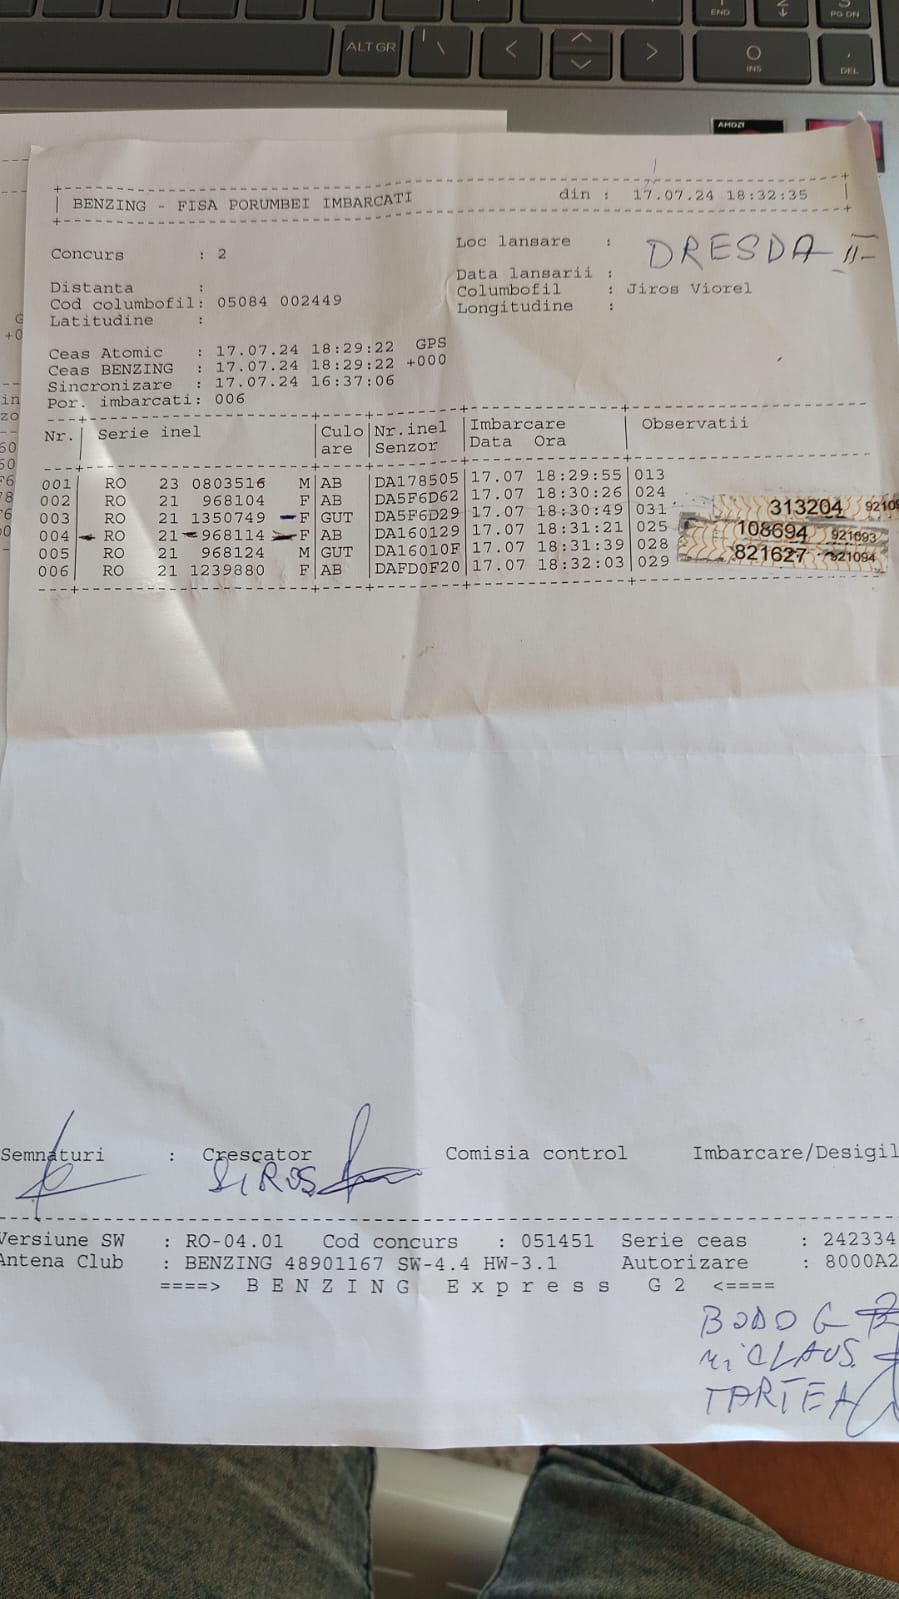 ALT GR
END
PG DN
INS
DEL
AMDA
BENZING - FISA PORUMBEI IMBARCATI din : 17.07.24 18:32:35
Concurs : 2 Loc lansare : DRESDA II
Data lansarii :
Distanta : Columbofil : Jiros Viorel
Cod columbofil: 05084 002449 Longitudine :
Latitudine :
Ceas Atomic : 17.07.24 18:29:22 GPS
Ceas BENZING : 17.07.24 18:29:22 +000
Sincronizare : 17.07.24 16:37:06
Por. imbarcati: 006
Nr. Serie inel Culo Nr.inel Imbarcare Observatii
are Senzor Data Ora
001 RO 23 0803516 M AB DA178505 17.07 18:29:55 013
002 RO 21 968104 F AB DA5F6D62 17.07 18:30:26 024
003 RO 21 1350749 F GUT DA5F6D29 17.07 18:30:49 031 313204
004 RO 21 968114 F AB DA160129 17.07 18:31:21 025 108694 921093
005 RO 21 968124 M GUT DA16010F 17.07 18:31:39 028 821627 921094
006 RO 21 1239880 F AB DAFD0F20 17.07 18:32:03 029
Semnaturi : Crescator Comisia control Imbarcare/Desigil
JIROS
Versiune SW : RO-04.01 Cod concurs : 051451 Serie ceas : 242334
Antena Club : BENZING 48901167 SW-4.4 HW-3.1 Autorizare : 8000A2
====> B E N Z I N G E x p r e s s G 2 <====
BODO G
MICLAUS
TARTEA